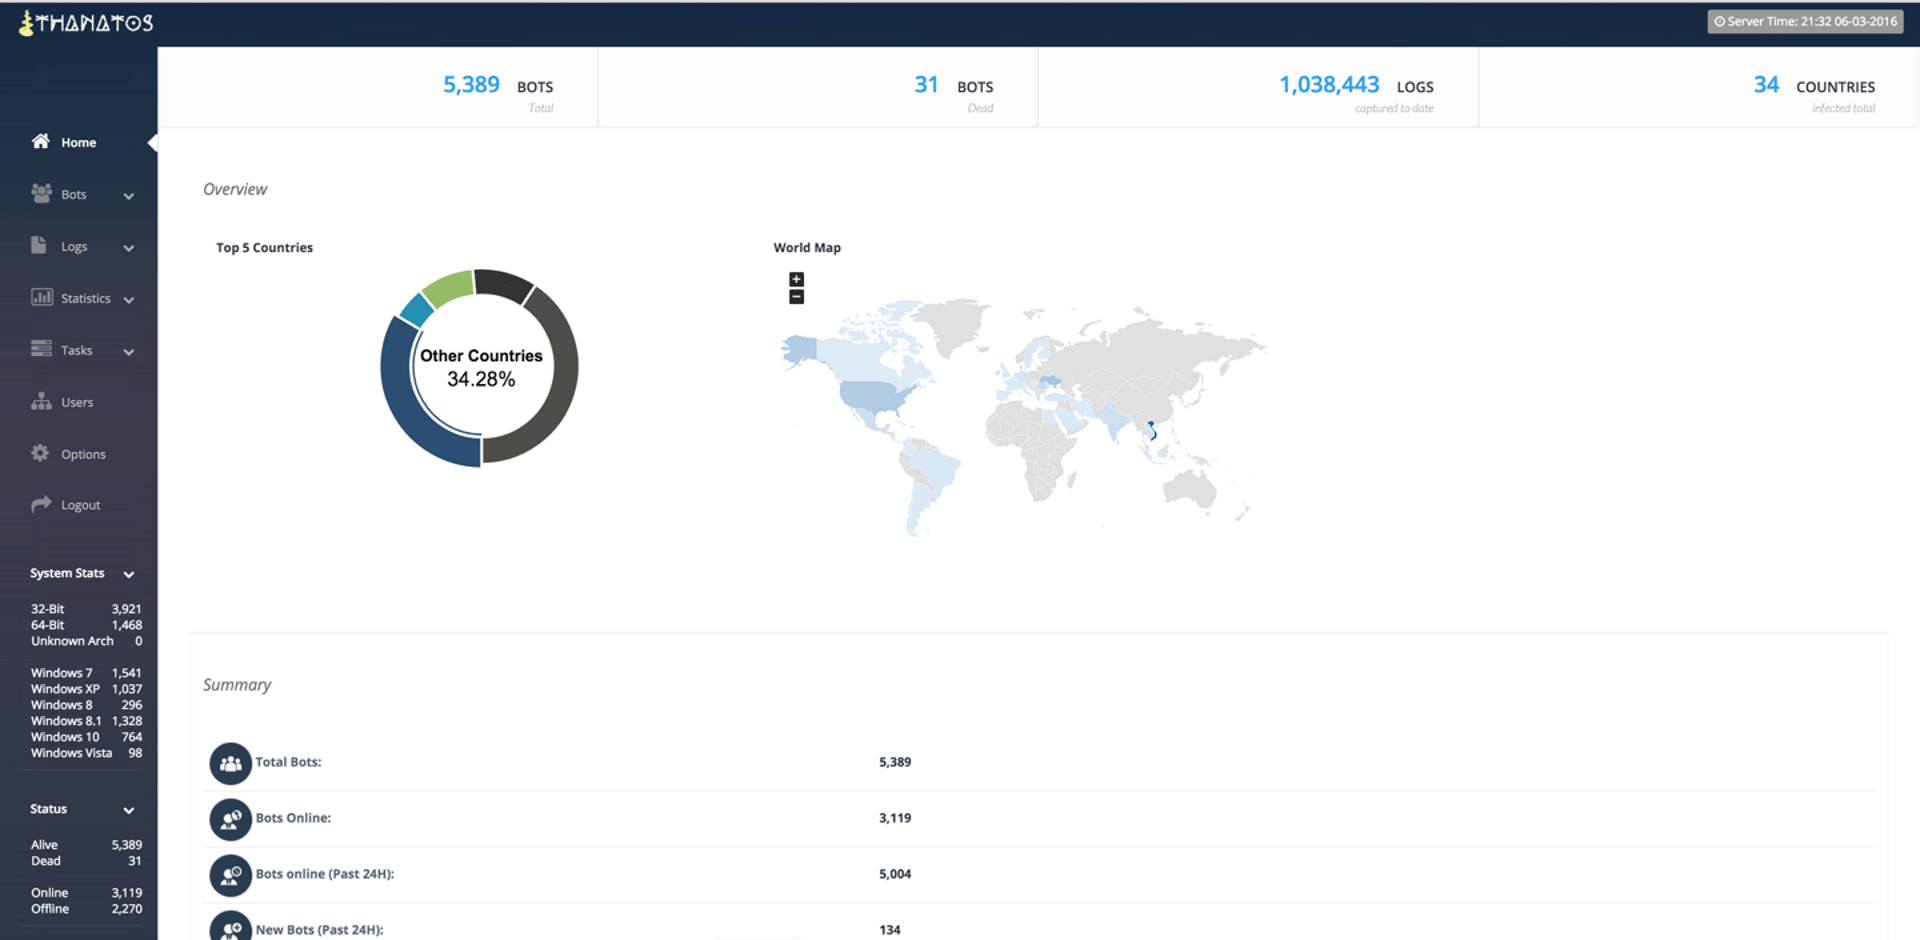 THANATOS
Server Time: 21:32 06-03-2016
5,389 BOTS
Total
31 BOTS
Dead
1,038,443 LOGS
captured to date
34 COUNTRIES
infected total
Home
Bots
Logs
Statistics
Tasks
Users
Options
Logout
System Stats
32-Bit 3,921
64-Bit 1,468
Unknown Arch 0
Windows 7 1,541
Windows XP 1,037
Windows 8 296
Windows 8.1 1,328
Windows 10 764
Windows Vista 98
Status
Alive 5,389
Dead 31
Online 3,119
Offline 2,270
Overview
Top 5 Countries
Other Countries
34.28%
World Map
+
−
Summary
Total Bots: 5,389
Bots Online: 3,119
Bots online (Past 24H): 5,004
New Bots (Past 24H): 134